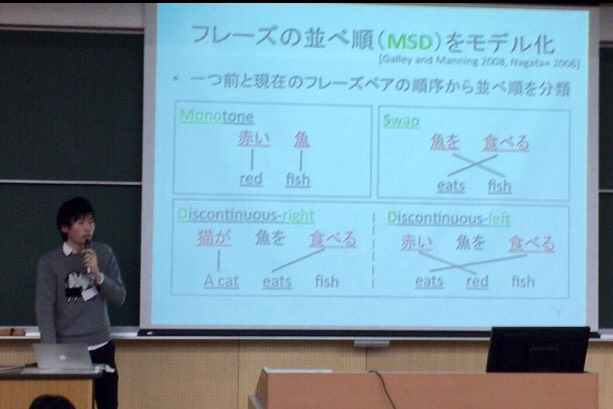 フレーズの並べ順（MSD）をモデル化
[Galley and Manning 2008, Nagata+ 2006]
• 一つ前と現在のフレーズペアの順序から並べ順を分類
Monotone
赤い 魚
red fish
Swap
魚を 食べる
eats fish
Discontinuous-right
猫が 魚を 食べる
A cat eats fish
Discontinuous-left
赤い 魚を 食べる
eats red fish